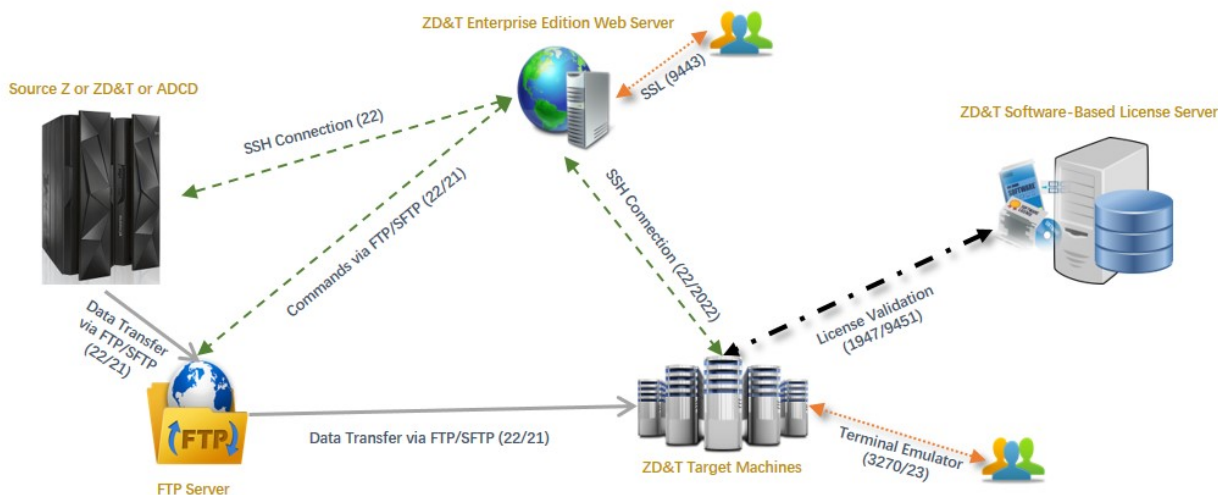 ZD&T Enterprise Edition Web Server
SSL (9443)
Source Z or ZD&T or ADCD
SSH Connection (22)
ZD&T Software-Based License Server
SOFTWARE
Commands via FTP/SFTP (22/21)
SSH Connection (22/2022)
License Validation
(1947/9451)
Data Transfer
via FTP/SFTP
(22/21)
FTP
Data Transfer via FTP/SFTP (22/21)
Terminal Emulator
(3270/23)
ZD&T Target Machines
FTP Server